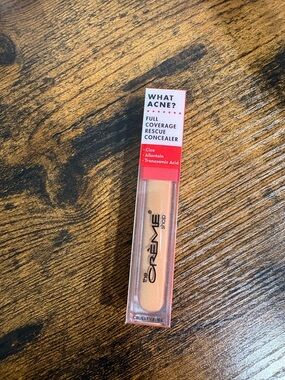 WHAT
ACNE?
FULL
COVERAGE
RESCUE
CONCEALER
• Cica
• Allantoin
• Tranexamic Acid
the
CRÈME®
shop